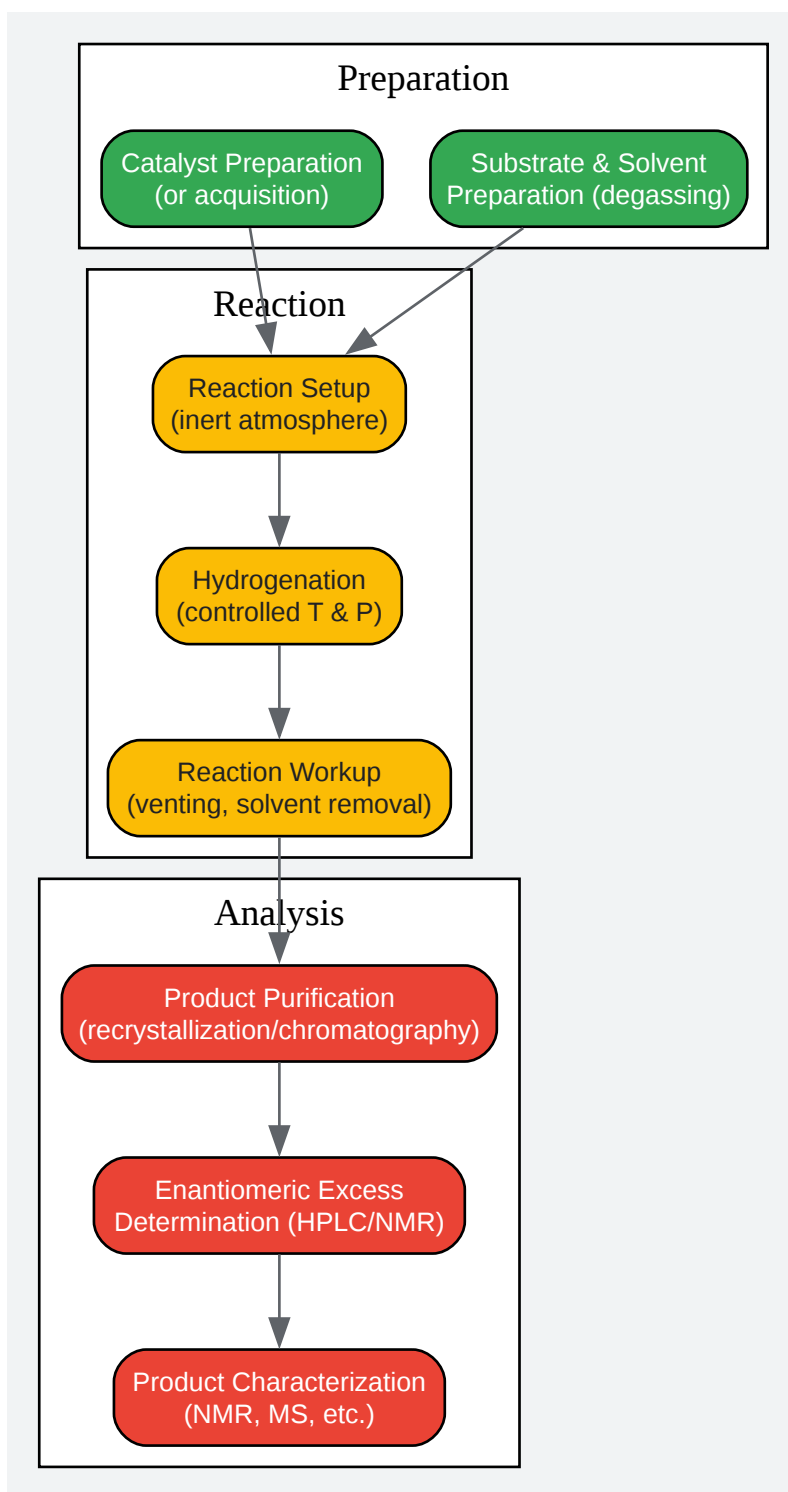 Preparation
Catalyst Preparation
(or acquisition)
Substrate & Solvent
Preparation (degassing)
Reaction
Reaction Setup
(inert atmosphere)
Hydrogenation
(controlled T & P)
Reaction Workup
(venting, solvent removal)
Analysis
Product Purification
(recrystallization/chromatography)
Enantiomeric Excess
Determination (HPLC/NMR)
Product Characterization
(NMR, MS, etc.)